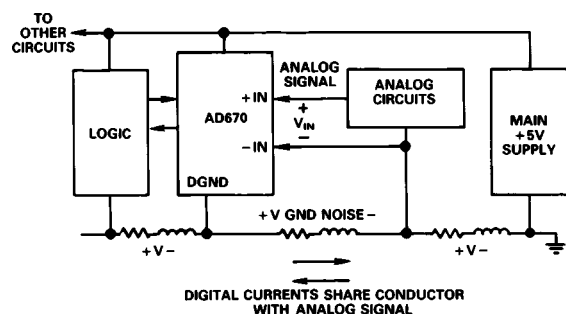 TO
OTHER
CIRCUITS
ANALOG
SIGNAL
ANALOG
CIRCUITS
+IN
AD670
+
VIN
–
LOGIC
MAIN
+5V
SUPPLY
–IN
DGND
+V GND NOISE–
+V–
+V–
DIGITAL CURRENTS SHARE CONDUCTOR
WITH ANALOG SIGNAL